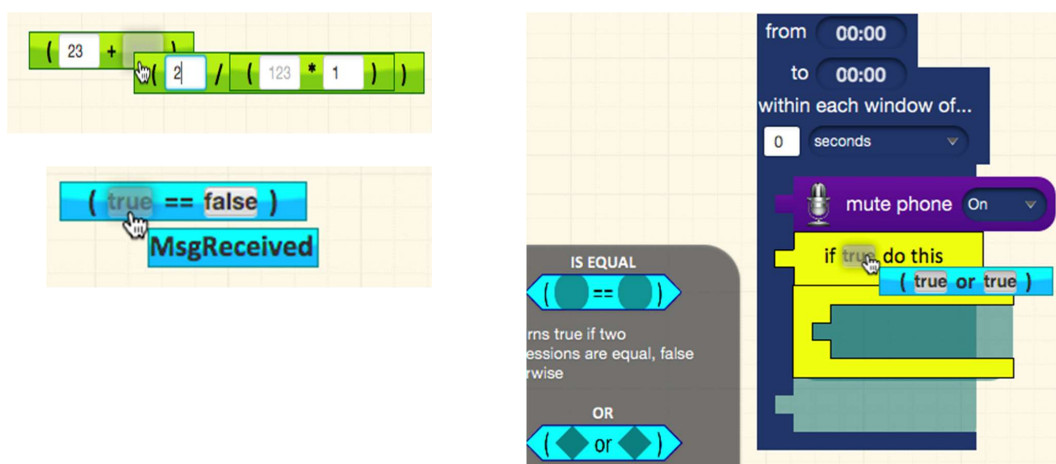 ( 23 + )
( 2 / ( 123 * 1 ) )
( true == false )
MsgReceived
from 00:00
to 00:00
within each window of...
0 seconds
mute phone On
if true do this
( true or true )
IS EQUAL
( == )
rns true if two
essions are equal, false
rwise
OR
( or )